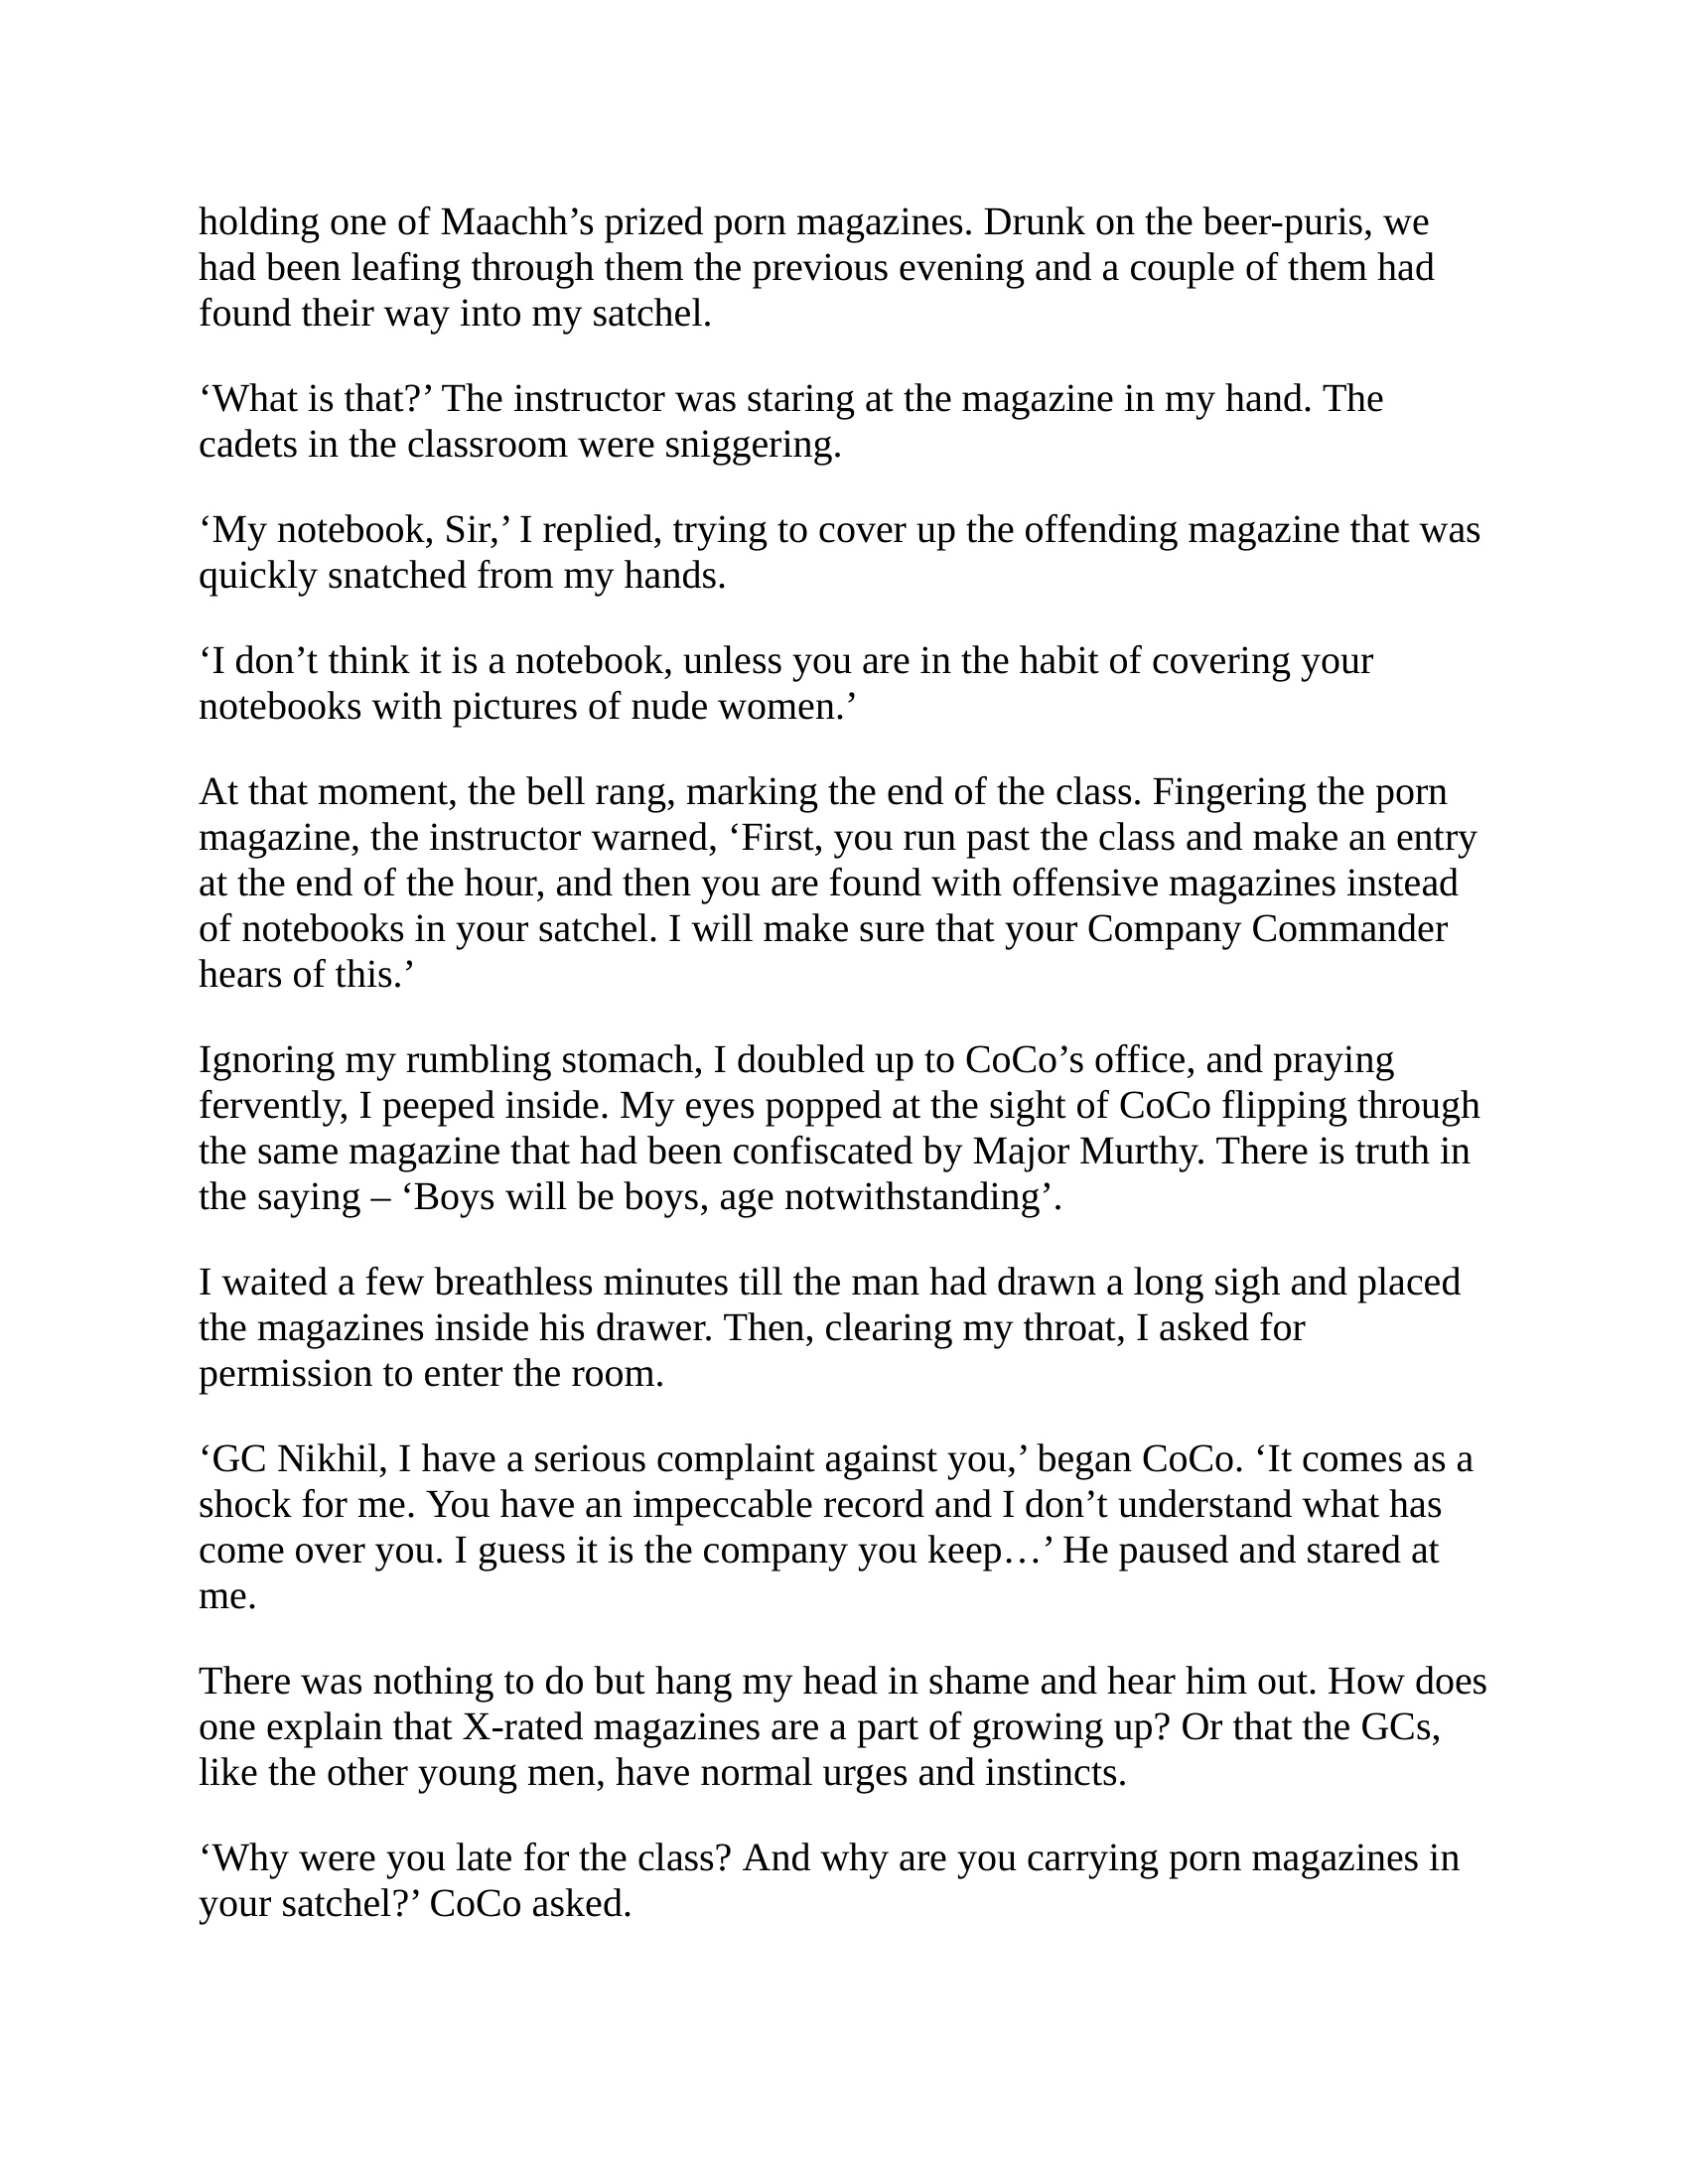 holding one of Maachh’s prized porn magazines. Drunk on the beer-puris, we
had been leafing through them the previous evening and a couple of them had
found their way into my satchel.
‘What is that?’ The instructor was staring at the magazine in my hand. The
cadets in the classroom were sniggering.
‘My notebook, Sir,’ I replied, trying to cover up the offending magazine that was
quickly snatched from my hands.
‘I don’t think it is a notebook, unless you are in the habit of covering your
notebooks with pictures of nude women.’
At that moment, the bell rang, marking the end of the class. Fingering the porn
magazine, the instructor warned, ‘First, you run past the class and make an entry
at the end of the hour, and then you are found with offensive magazines instead
of notebooks in your satchel. I will make sure that your Company Commander
hears of this.’
Ignoring my rumbling stomach, I doubled up to CoCo’s office, and praying
fervently, I peeped inside. My eyes popped at the sight of CoCo flipping through
the same magazine that had been confiscated by Major Murthy. There is truth in
the saying – ‘Boys will be boys, age notwithstanding’.
I waited a few breathless minutes till the man had drawn a long sigh and placed
the magazines inside his drawer. Then, clearing my throat, I asked for
permission to enter the room.
‘GC Nikhil, I have a serious complaint against you,’ began CoCo. ‘It comes as a
shock for me. You have an impeccable record and I don’t understand what has
come over you. I guess it is the company you keep…’ He paused and stared at
me.
There was nothing to do but hang my head in shame and hear him out. How does
one explain that X-rated magazines are a part of growing up? Or that the GCs,
like the other young men, have normal urges and instincts.
‘Why were you late for the class? And why are you carrying porn magazines in
your satchel?’ CoCo asked.